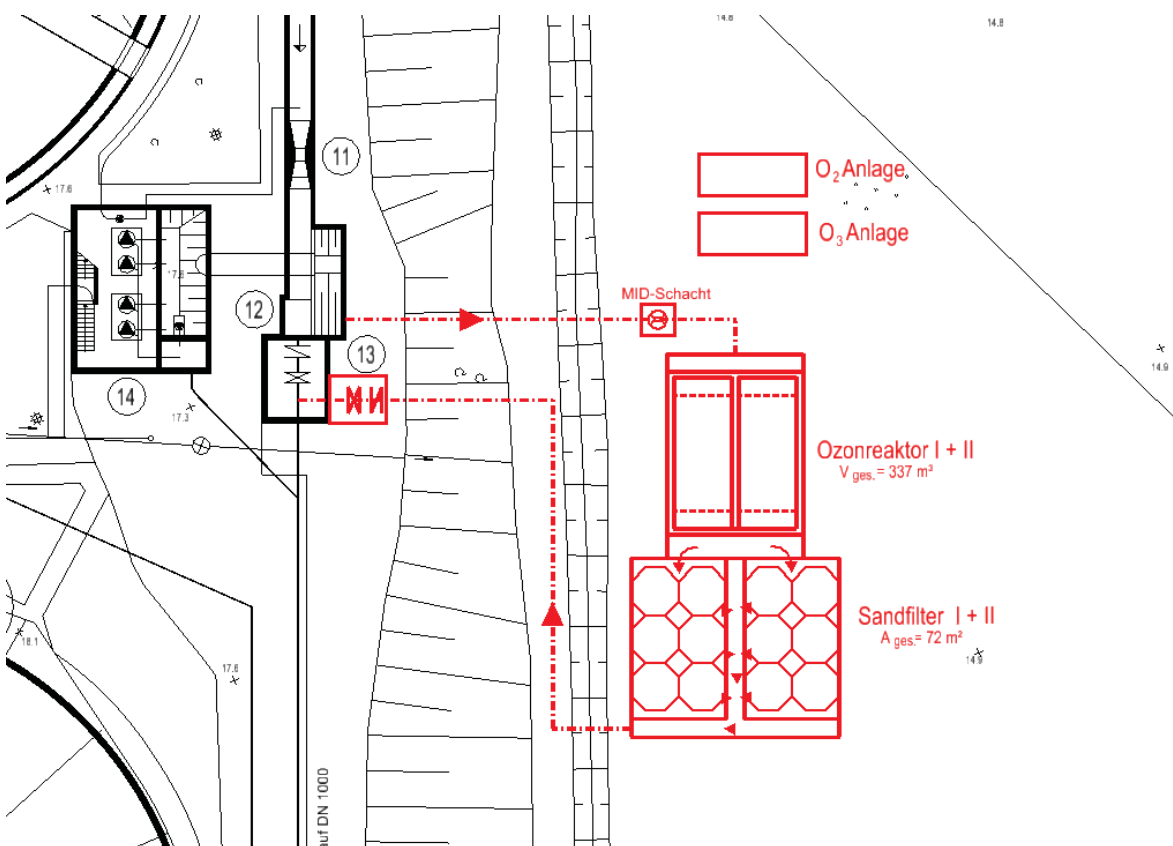 14.8
14.8
11
O₂ Anlage
17.6
O₃ Anlage
17.6
MID-Schacht
12
13
14.9
14
17.3
Ozonreaktor I + II
V ges.= 337 m³
Sandfilter I + II
A ges.= 72 m²
18.1
14.9
17.6
auf DN 1000